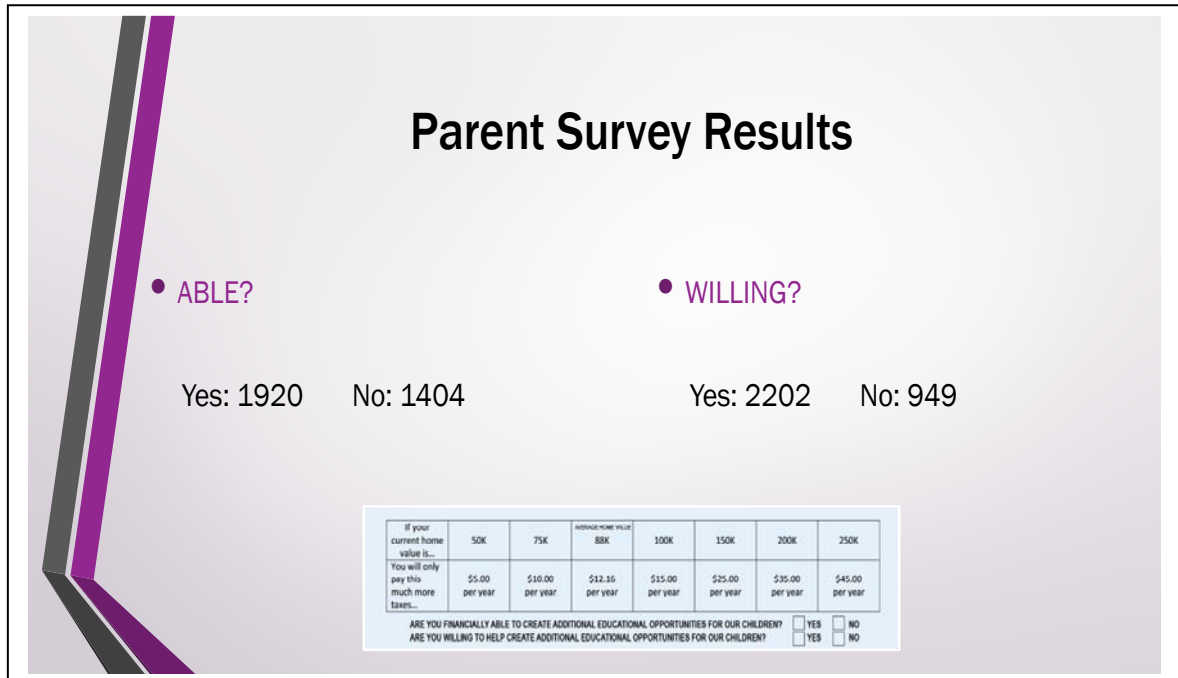 Parent Survey Results
• ABLE?
Yes: 1920 No: 1404
• WILLING?
Yes: 2202 No: 949
If your
current home
value is...
50K
75K
AVERAGE HOME VALUE
88K
100K
150K
200K
250K
You will only
pay this
much more
taxes...
$5.00
per year
$10.00
per year
$12.16
per year
$15.00
per year
$25.00
per year
$35.00
per year
$45.00
per year
ARE YOU FINANCIALLY ABLE TO CREATE ADDITIONAL EDUCATIONAL OPPORTUNITIES FOR OUR CHILDREN? YES NO
ARE YOU WILLING TO HELP CREATE ADDITIONAL EDUCATIONAL OPPORTUNITIES FOR OUR CHILDREN? YES NO